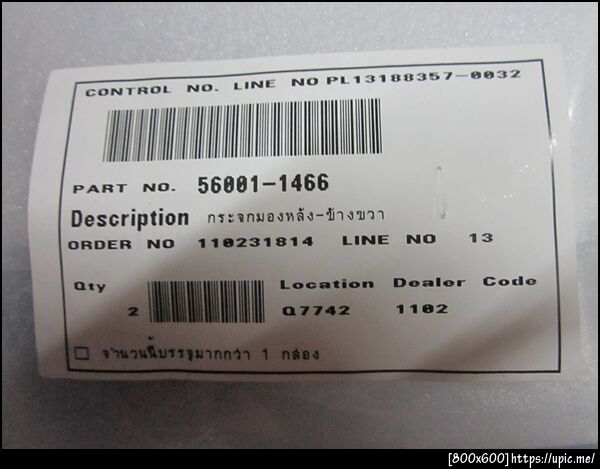 CONTROL NO. LINE NO PL13188357-0032
PART NO. 56001-1466
Description กระจกมองหลัง-ข้างขวา
ORDER NO 110231814 LINE NO 13
Qty Location Dealer Code
2 Q7742 1102
จำนวนนี้บรรจุมากกว่า 1 กล่อง
[800x600]https://upic.me/